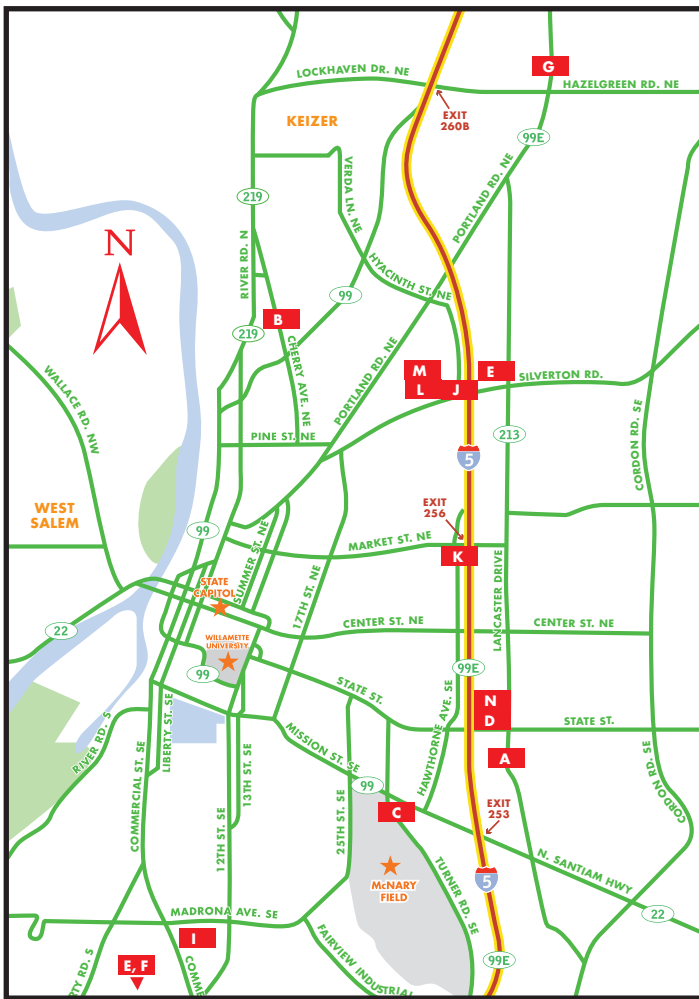 LOCKHAVEN DR. NE
G
HAZELGREEN RD. NE
EXIT
260B
KEIZER
99E
VERDA LN. NE
PORTLAND RD. NE
219
N
RIVER RD. N
HYACINTH ST. NE
99
B
219
CHERRY AVE. NE
PORTLAND RD. NE
M
L
J
E
SILVERTON RD.
WALLACE RD. NW
PINE ST. NE
213
CORDON RD. SE
5
WEST
SALEM
EXIT
256
99
SUMMER ST. NE
MARKET ST. NE
K
LANCASTER DRIVE
STATE
CAPITOL
17TH ST. NE
22
CENTER ST. NE
CENTER ST. NE
WILLAMETTE
UNIVERSITY
99
99E
STATE ST.
HAWTHORNE AVE. SE
N
D
STATE ST.
RIVER RD. S
LIBERTY ST. SE
COMMERCIAL ST. SE
13TH ST. SE
12TH ST. SE
MISSION ST. SE
25TH ST. SE
99
A
CORDON RD. SE
C
EXIT
253
N. SANTIAM HWY
McNARY
FIELD
TURNER RD. SE
5
22
MADRONA AVE. SE
I
FAIRVIEW INDUSTRIAL
99E
E, F
RTY RD. S
COMME